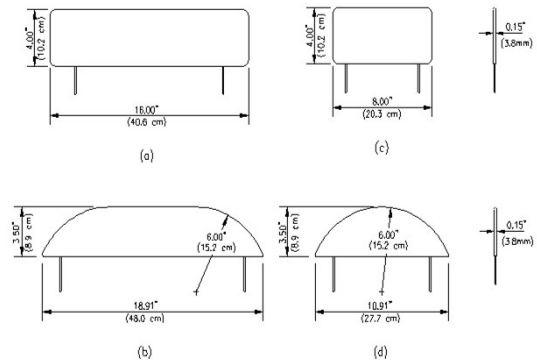 4.00"
(10.2 cm)
16.00"
(40.6 cm)
(a)
4.00"
(10.2 cm)
8.00"
(20.3 cm)
(c)
0.15"
(3.8mm)
3.50"
(8.9 cm)
6.00"
(15.2 cm)
18.91"
(48.0 cm)
(b)
3.50"
(8.9 cm)
6.00"
(15.2 cm)
10.91"
(27.7 cm)
(d)
0.15"
(3.8mm)